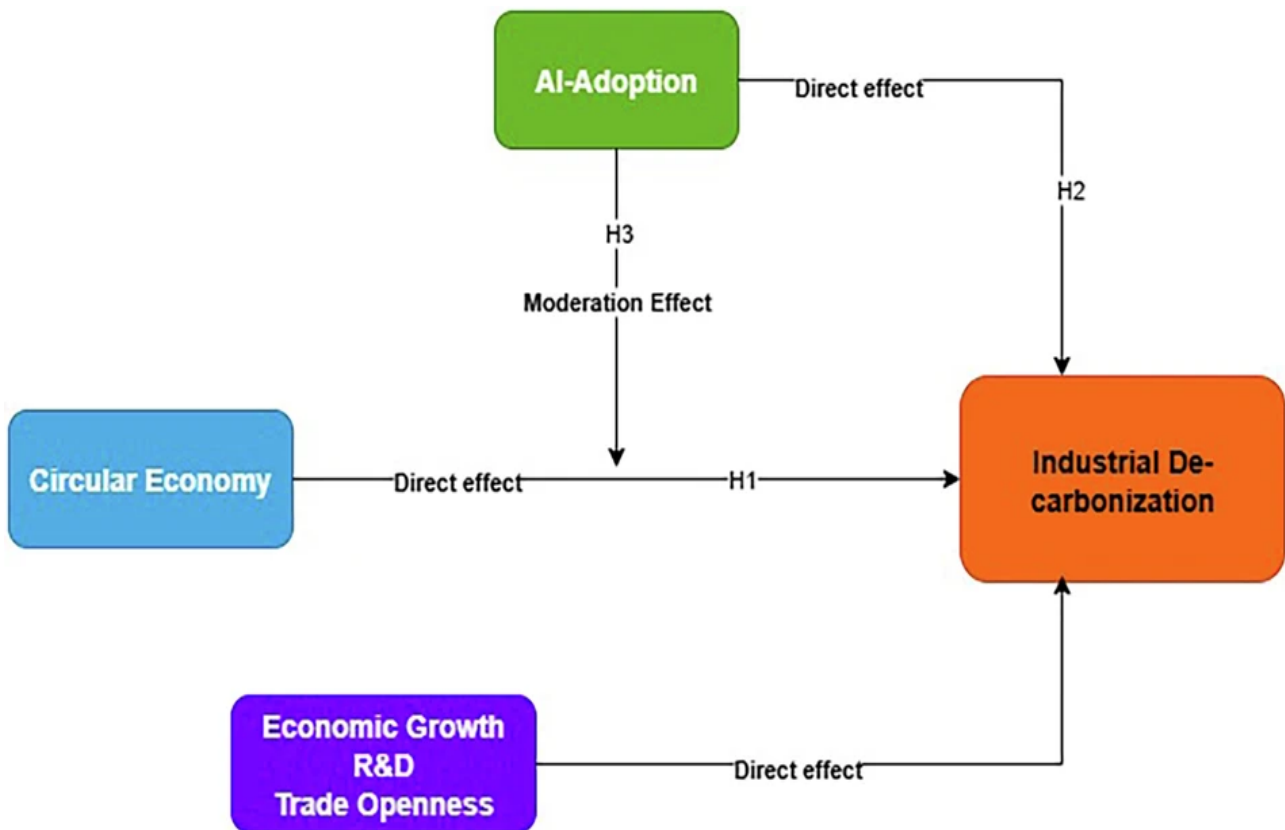 AI-Adoption
Direct effect
H2
H3
Moderation Effect
Circular Economy
Direct effect
H1
Industrial De-
carbonization
Economic Growth
R&D
Trade Openness
Direct effect